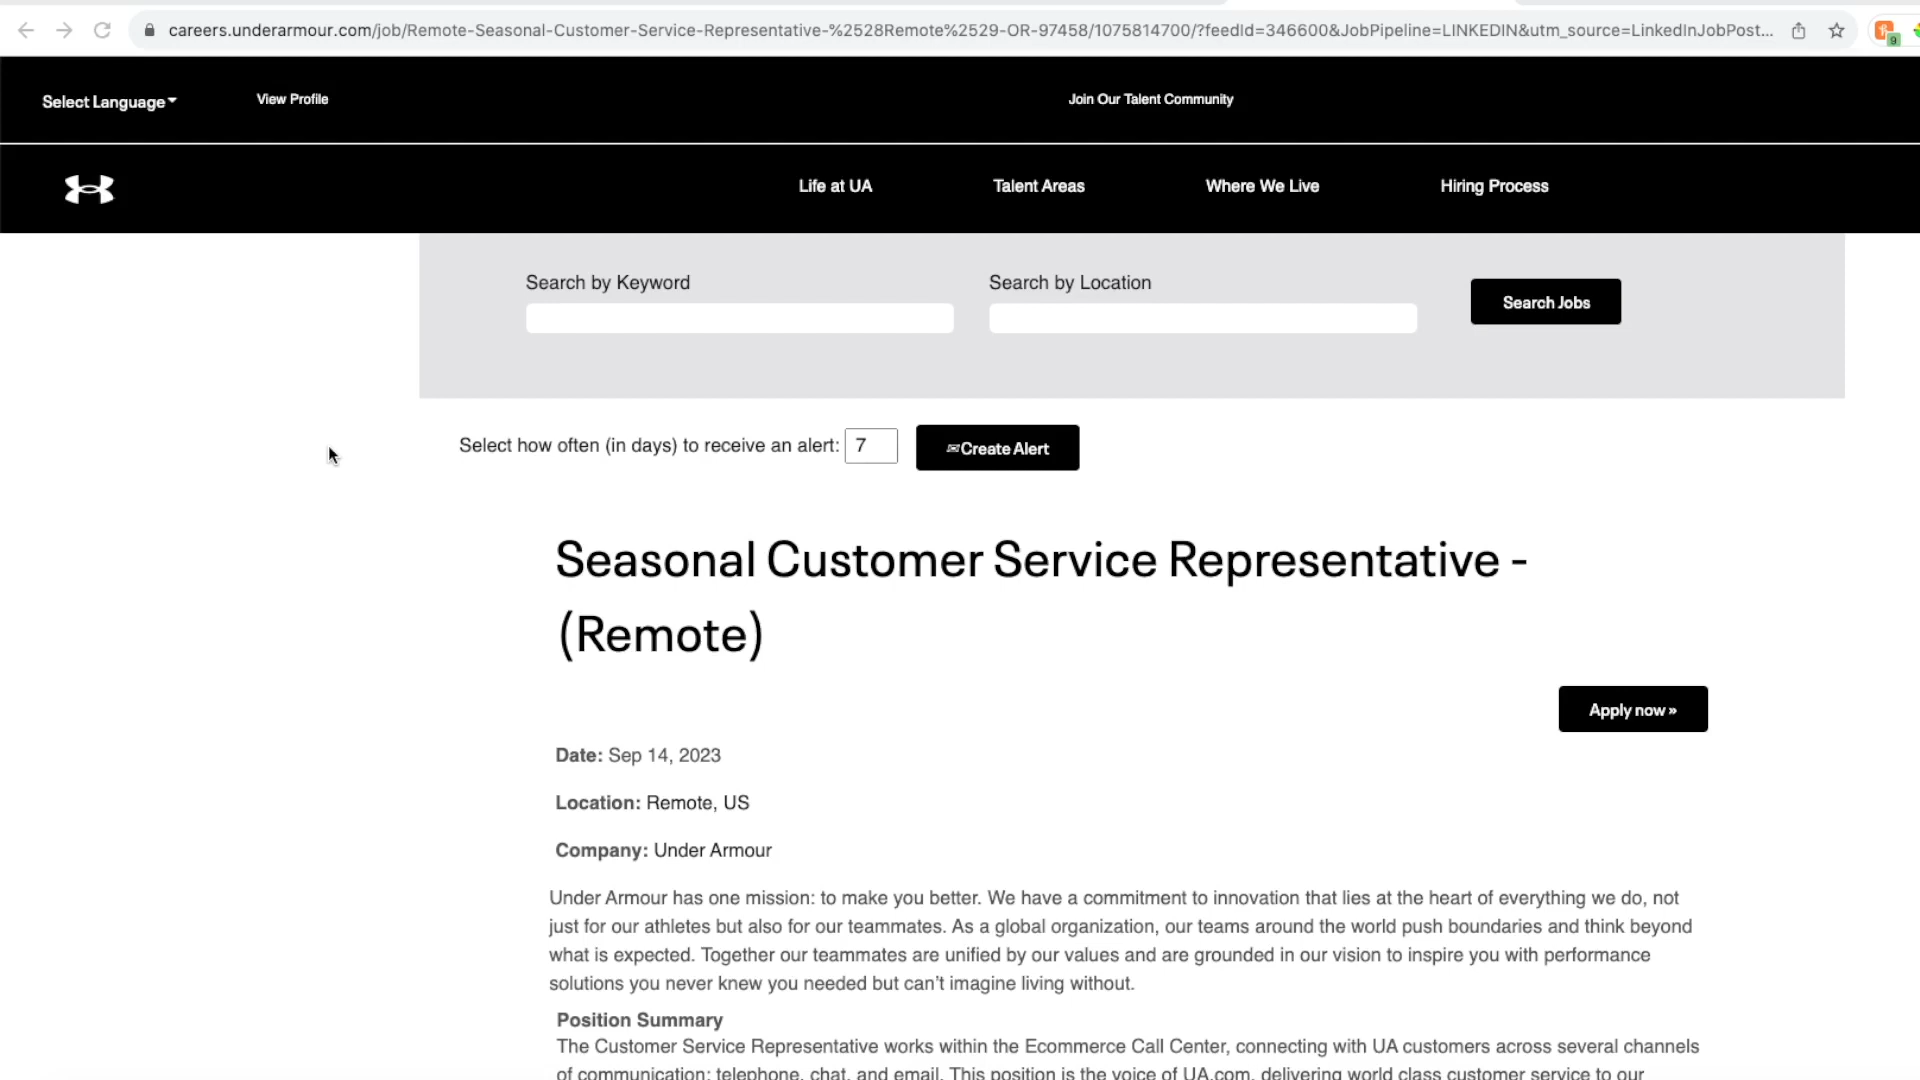 careers.underarmour.com/job/Remote-Seasonal-Customer-Service-Representative-%2528Remote%2529-OR-97458/1075814700/?feedId=346600&JobPipeline=LINKEDIN&utm_source=LinkedInJobPost...
9
Select Language
View Profile
Join Our Talent Community
Life at UA
Talent Areas
Where We Live
Hiring Process
Search by Keyword
Search by Location
Search Jobs
Select how often (in days) to receive an alert: 7
✉Create Alert
Seasonal Customer Service Representative -
(Remote)
Apply now »
Date: Sep 14, 2023
Location: Remote, US
Company: Under Armour
Under Armour has one mission: to make you better. We have a commitment to innovation that lies at the heart of everything we do, not
just for our athletes but also for our teammates. As a global organization, our teams around the world push boundaries and think beyond
what is expected. Together our teammates are unified by our values and are grounded in our vision to inspire you with performance
solutions you never knew you needed but can’t imagine living without.
Position Summary
The Customer Service Representative works within the Ecommerce Call Center, connecting with UA customers across several channels
of communication: telephone, chat, and email. This position is the voice of UA.com, delivering world class customer service to our